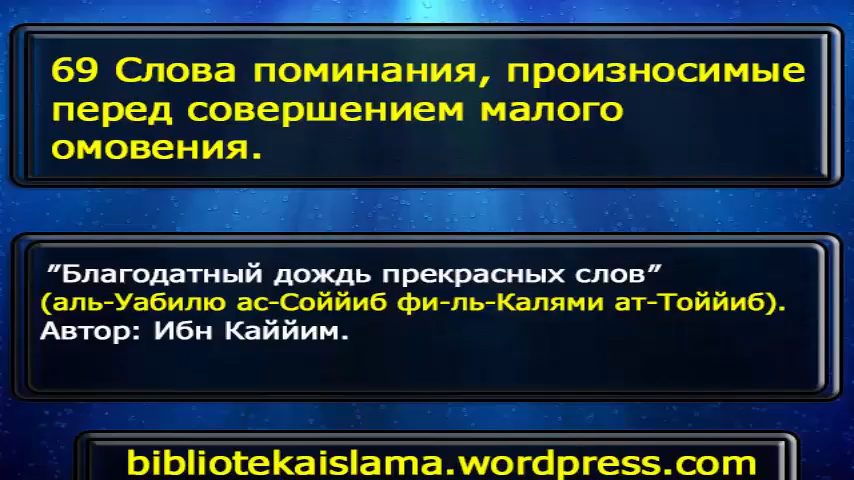 69 Слова поминания, произносимые
перед совершением малого
омовения.
”Благодатный дождь прекрасных слов”
(аль-Уабилю ас-Соййиб фи-ль-Калями ат-Тоййиб).
Автор: Ибн Каййим.
bibliotekaislama.wordpress.com